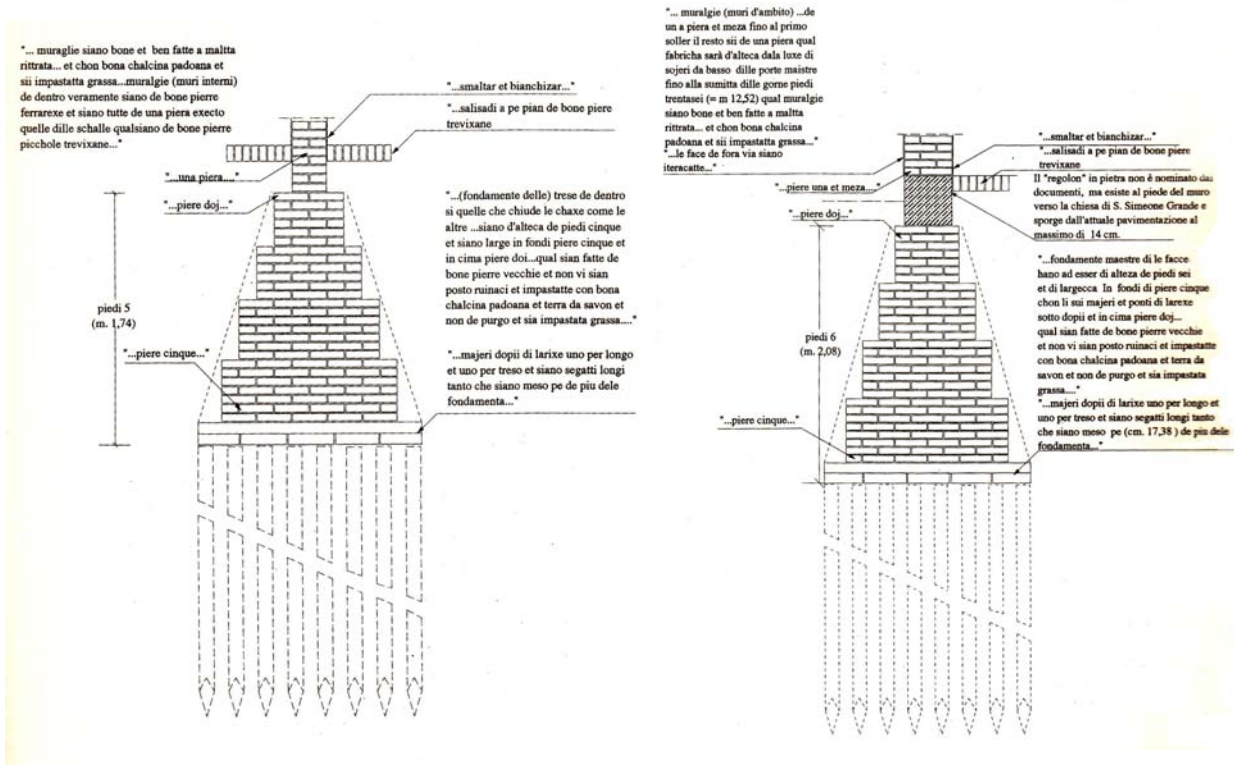 "... muraglie siano bone et ben fatte a maltta
rittrata... et chon bona chalcina padoana et
sii impastatta grassa...muralgie (muri interni)
de dentro veramente siano de bone pierre
ferrarexe et siano tutte de una piera execto
quelle dille schalle qualsiano de bone pierre
picchole trevixane..."
"...smaltar et bianchizar..."
"...salisadi a pe pian de bone piere
trevixane
"...una piera...."
"...piere doj..."
"...(fondamente delle) trese de dentro
si quelle che chiude le chaxe come le
altre ...siano d'alteca de piedi cinque
et siano large in fondi piere cinque et
in cima piere doi...qual sian fatte de
bone pierre vecchie et non vi sian
posto ruinaci et impastatte con bona
chalcina padoana et terra da savon et
non de purgo et sia impastata grassa...."
piedi 5
(m. 1,74)
"...piere cinque..."
"...majeri dopii di larixe uno per longo
et uno per treso et siano segatti longi
tanto che siano meso pe de piu dele
fondamenta..."
"... muralgie (muri d'ambito) ...de
un a piera et meza fino al primo
soller il resto sii de una piera qual
fabricha sarà d'alteca dala luxe di
sojeri da basso dille porte maistre
fino alla sumitta dille gorne piedi
trentasei (= m 12,52) qual muralgie
siano bone et ben fatte a maltta
rittrata... et chon bona chalcina
padoana et sii impastatta grassa..."
"...le face de fora via siano
iteracatte..."
"...piere una et meza..."
"...piere doj..."
"...smaltar et bianchizar..."
"...salisadi a pe pian de bone piere
trevixane
Il "regolon" in pietra non è nominato dai
documenti, ma esiste al piede del muro
verso la chiesa di S. Simeone Grande e
sporge dall'attuale pavimentazione al
massimo di 14 cm.
"...fondamente maestre di le facce
hano ad esser di alteza de piedi sei
et di largecca In fondi di piere cinque
chon li sui majeri et ponti di larexe
sotto dopii et in cima piere doj...
qual sian fatte de bone pierre vecchie
et non vi sian posto ruinaci et impastatte
con bona chalcina padoana et terra da
savon et non de purgo et sia impastata
grassa...."
"...majeri dopii di larixe uno per longo et
uno per treso et siano segatti longi tanto
che siano meso pe (cm. 17,38 ) de piu dele
fondamenta..."
piedi 6
(m. 2,08)
"...piere cinque..."